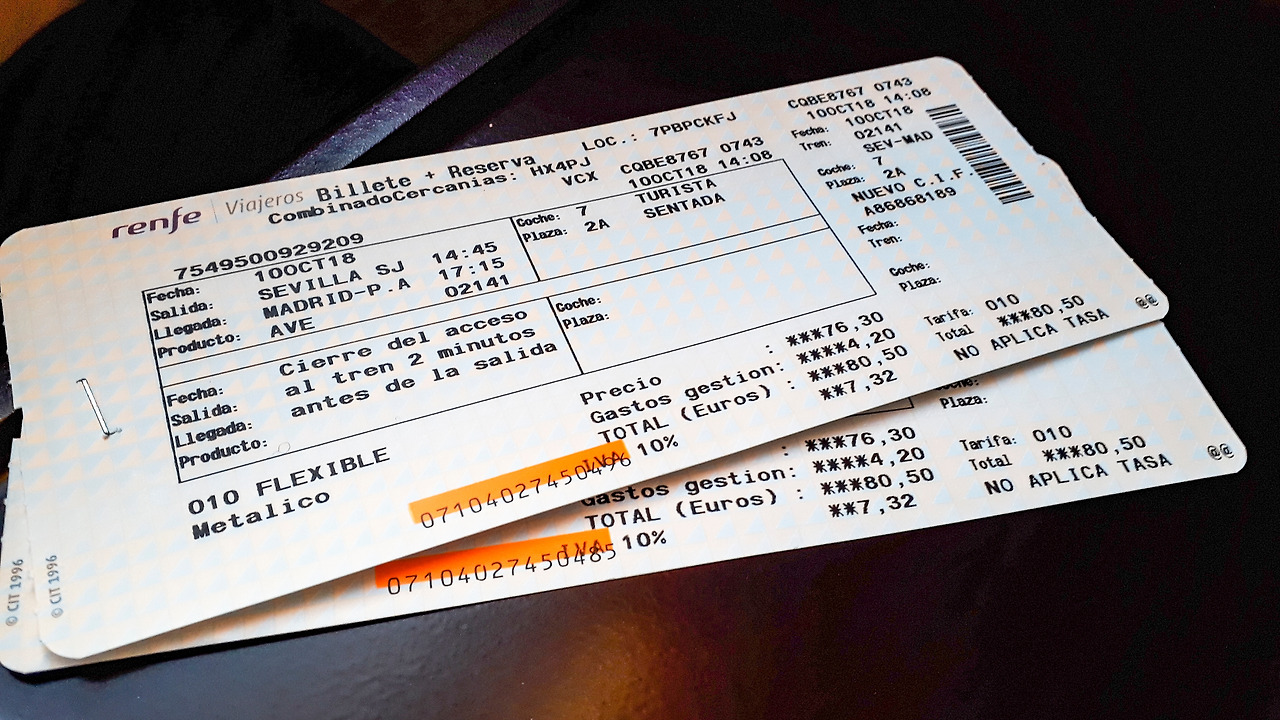 renfe Viajeros Billete + Reserva LOC.: 7PBPCKFJ
CombinadoCercanias: HX4PJ
VCX CQBE8767 0743
10OCT18 14:08
7549500929209
Fecha: 10OCT18
Salida: SEVILLA SJ 14:45
Llegada: MADRID-P.A 17:15
Producto: AVE 02141
Coche: 7 TURISTA
Plaza: 2A SENTADA
Fecha: Cierre del acceso
Salida: al tren 2 minutos
Llegada: antes de la salida
Producto:
Coche:
Plaza:
010 FLEXIBLE
Metalico
Precio : ***76,30
Gastos gestion: ****4,20
TOTAL (Euros) : ***80,50
IVA 10% **7,32
07104027450496
CQBE8767 0743
10OCT18 14:08
Fecha: 10OCT18
Tren: 02141
SEV-MAD
Coche: 7
Plaza: 2A
NUEVO C.I.F.
A86868189
Fecha:
Tren:
Coche:
Plaza:
Tarifa: 010
Total ***80,50
NO APLICA TASA
@@
© CIT 1996
Coche:
Plaza:
: ***76,30
Gastos gestion: ****4,20
TOTAL (Euros) : ***80,50
IVA 10% **7,32
07104027450485
Tarifa: 010
Total ***80,50
NO APLICA TASA
@@
© CIT 1996